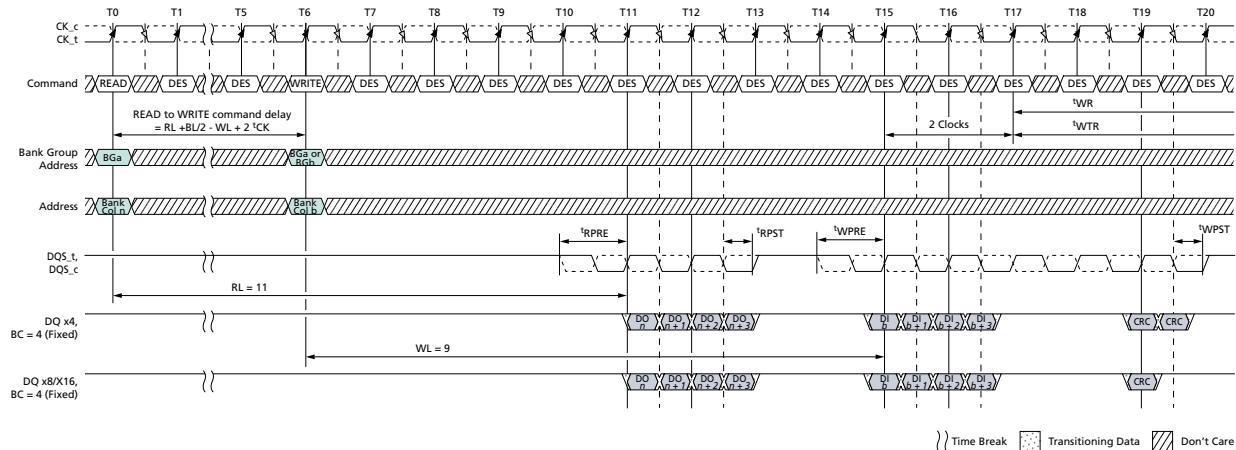 T0 T1 T5 T6 T7 T8 T9 T10 T11 T12 T13 T14 T15 T16 T17 T18 T19 T20
CK_c
CK_t
Command READ DES DES WRITE DES DES DES DES DES DES DES DES DES DES DES DES DES DES
READ to WRITE command delay
= RL +BL/2 - WL + 2 tCK
2 Clocks
tWR
tWTR
Bank Group
Address
BGa
BGa or
BGb
Address
Bank
Col n
Bank
Col b
tRPRE tRPST tWPRE tWPST
DQS_t,
DQS_c
RL = 11
DQ x4,
BC = 4 (Fixed)
DO
n
DO
n + 1
DO
n + 2
DO
n + 3
DI
b
DI
b + 1
DI
b + 2
DI
b + 3
CRC CRC
WL = 9
DQ x8/X16,
BC = 4 (Fixed)
DO
n
DO
n + 1
DO
n + 2
DO
n + 3
DI
b
DI
b + 1
DI
b + 2
DI
b + 3
CRC
Time Break Transitioning Data Don't Care